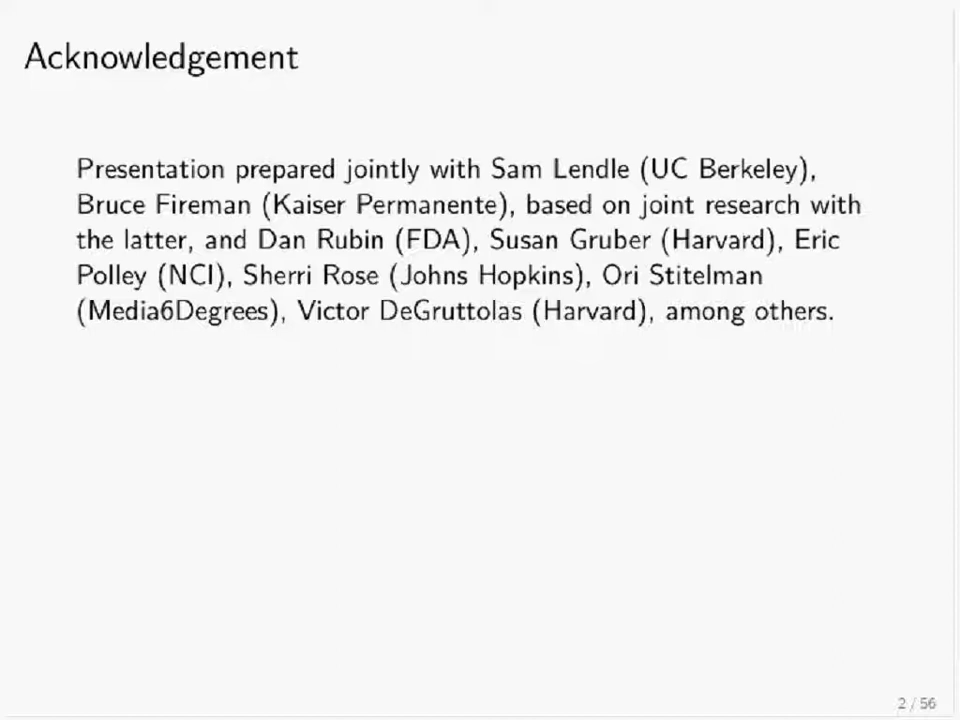 Acknowledgement
Presentation prepared jointly with Sam Lendle (UC Berkeley),
Bruce Fireman (Kaiser Permanente), based on joint research with
the latter, and Dan Rubin (FDA), Susan Gruber (Harvard), Eric
Polley (NCI), Sherri Rose (Johns Hopkins), Ori Stitelman
(Media6Degrees), Victor DeGruttolas (Harvard), among others.
2 / 56